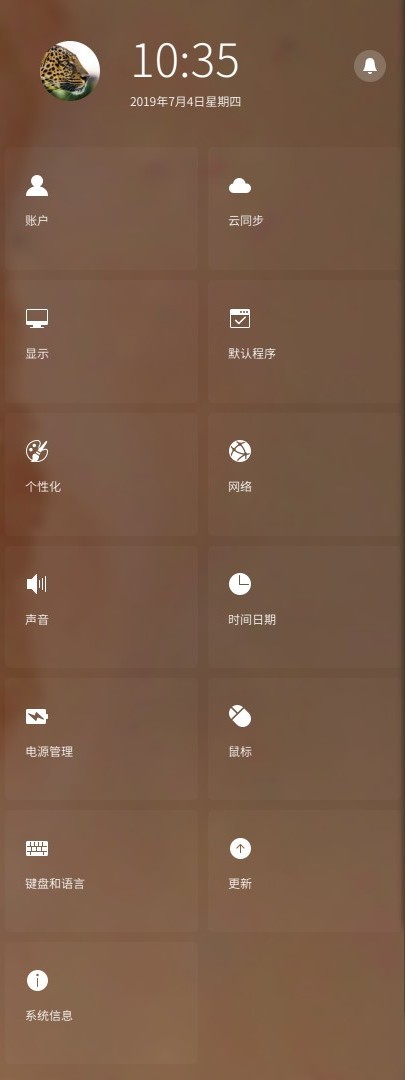 10:35
2019年7月4日星期四
账户
云同步
显示
默认程序
个性化
网络
声音
时间日期
电源管理
鼠标
键盘和语言
更新
系统信息